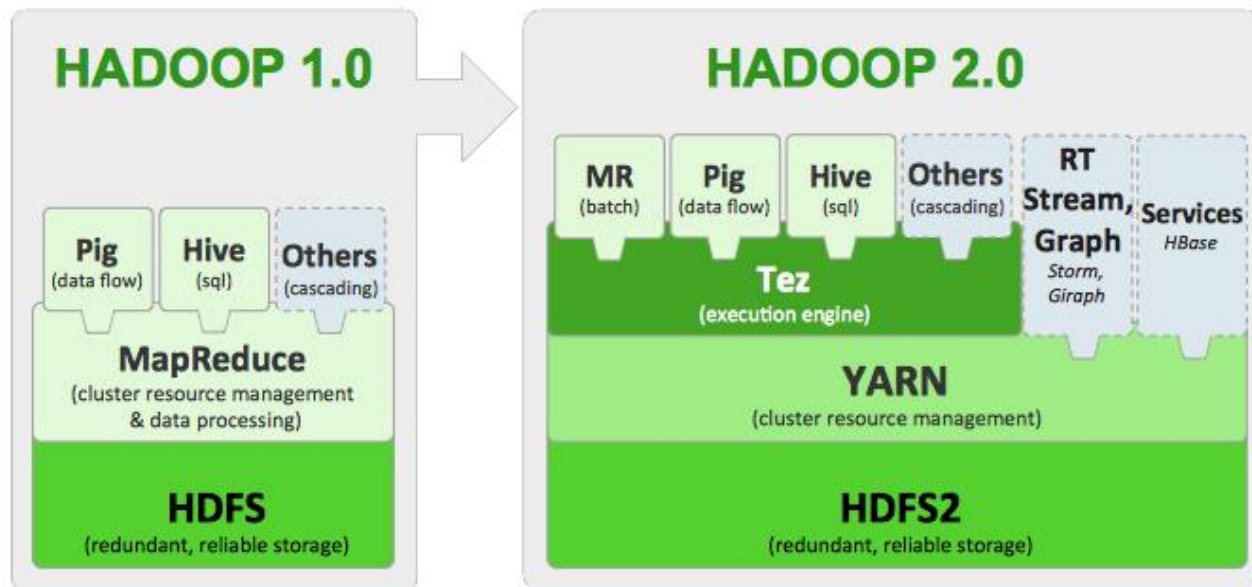 HADOOP 1.0
Pig
(data flow)
Hive
(sql)
Others
(cascading)
MapReduce
(cluster resource management
& data processing)
HDFS
(redundant, reliable storage)
HADOOP 2.0
MR
(batch)
Pig
(data flow)
Hive
(sql)
Others
(cascading)
RT
Stream,
Graph
Storm,
Giraph
Services
HBase
Tez
(execution engine)
YARN
(cluster resource management)
HDFS2
(redundant, reliable storage)